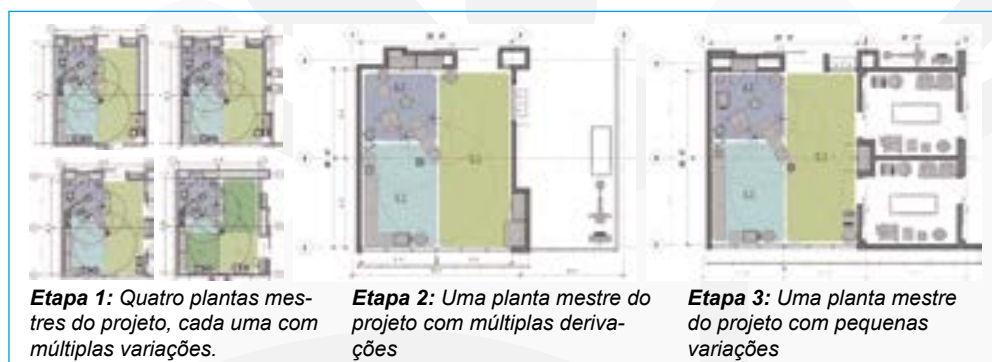 Etapa 1: Quatro plantas mes-
tres do projeto, cada uma com
múltiplas variações.
Etapa 2: Uma planta mestre do
projeto com múltiplas deriva-
ções
Etapa 3: Uma planta mestre
do projeto com pequenas
variações